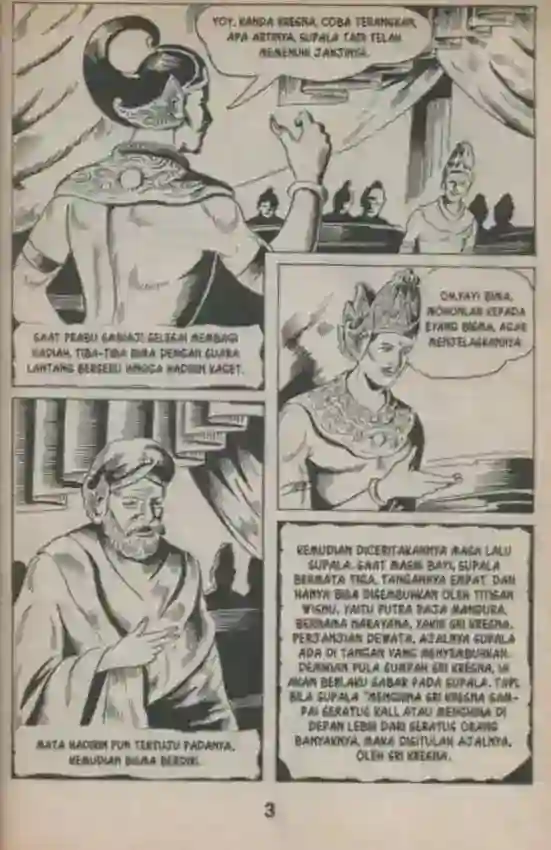 YOY, KANDA KRESNA, COBA TERANGKAN,
APA ARTINYA, SUPALA TADI TELAH
MEMENUHI JANJINYA.
SAAT PRABU SAMIAJI SELESAI MEMBAGI
HADIAH, TIBA-TIBA BIMA DENGAN SUARA
LANTANG BERSERU HINGGA HADIRIN KAGET.
OH, YAYI BIMA,
MOHONLAH KEPADA
EYANG BISMA, AGAR
MENJELASKANNYA
MATA HADIRIN PUN TERTUJU PADANYA.
KEMUDIAN BISMA BERDIRI.
KEMUDIAN DICERITAKANNYA MASA LALU
SUPALA. SAAT MASIH BAYI, SUPALA
BERMATA TIGA, TANGANNYA EMPAT DAN
HANYA BISA DISEMBUHKAN OLEH TITISAN
WISNU, YAITU PUTRA RAJA MANDURA,
BERNAMA NARAYANA, YAKNI SRI KRESNA.
PERJANJIAN DEWATA, AJALNYA SUPALA
ADA DI TANGAN YANG MENYEMBUHKAN.
DEMIKIAN PULA SUMPAH SRI KRESNA, IA
AKAN BERLAKU SABAR PADA SUPALA. TAPI,
BILA SUPALA "MENGHINA SRI KRESNA SAM-
PAI SERATUS KALI, ATAU MENGHINA DI
DEPAN LEBIH DARI SERATUS ORANG
BANYAKNYA, MAKA DISITULAH AJALNYA,
OLEH SRI KRESNA.
3